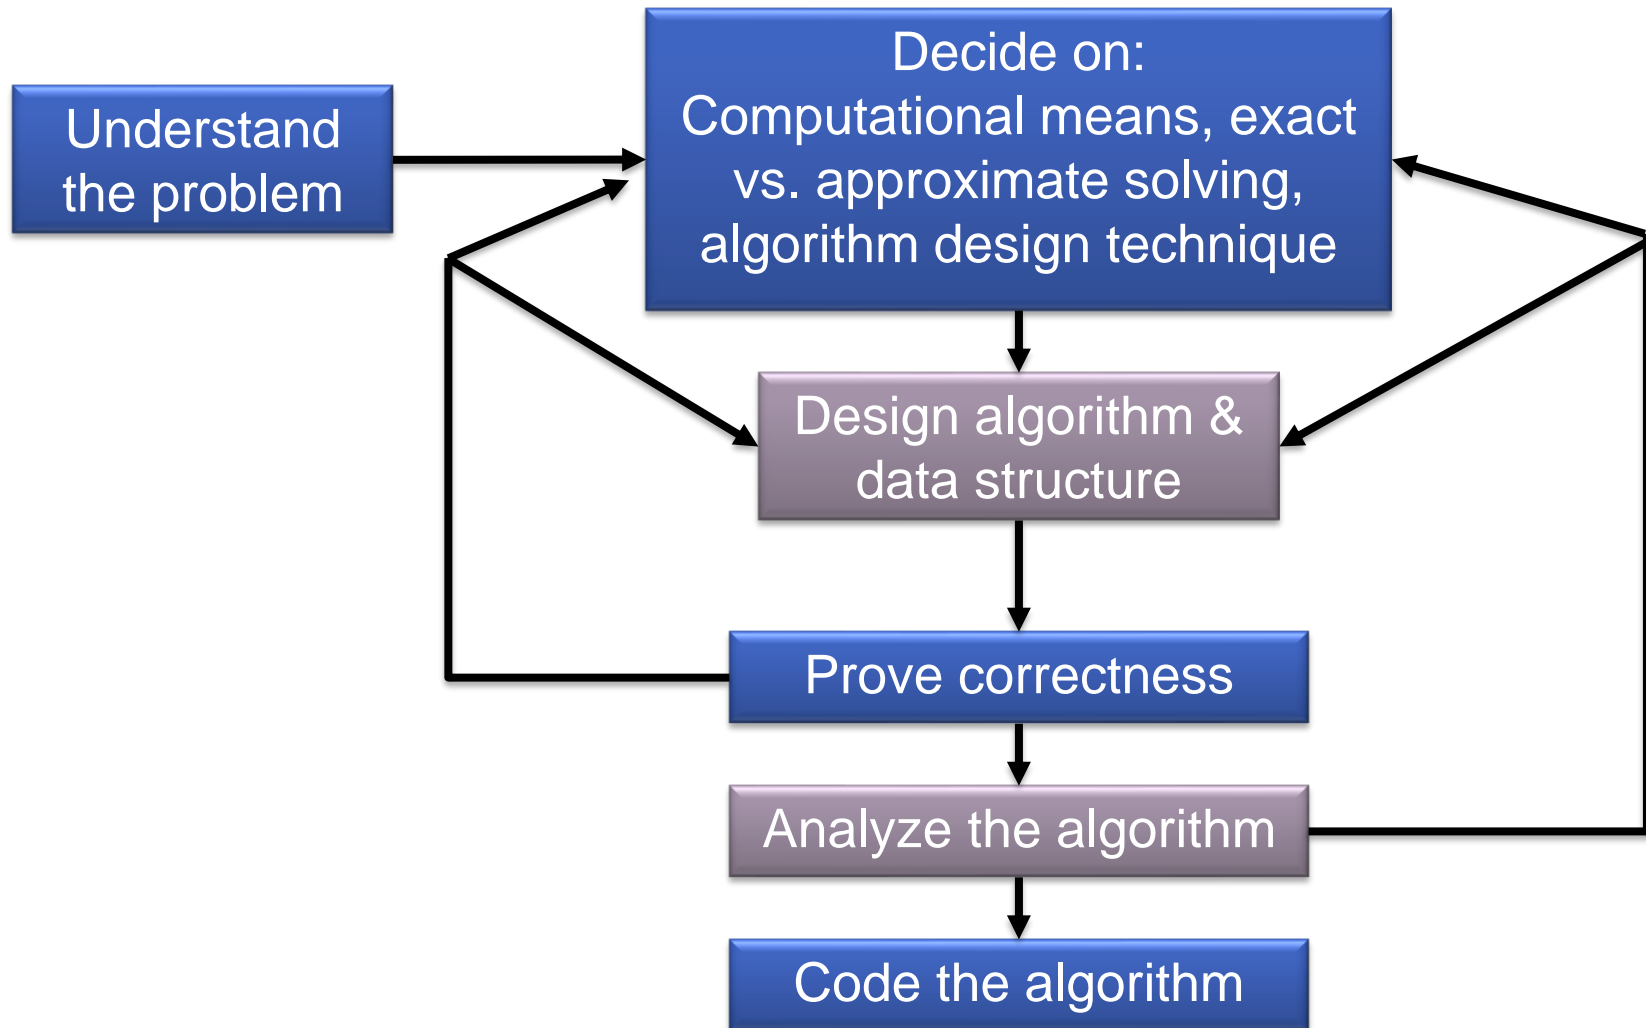 Understand
the problem
Decide on:
Computational means, exact
vs. approximate solving,
algorithm design technique
Design algorithm &
data structure
Prove correctness
Analyze the algorithm
Code the algorithm